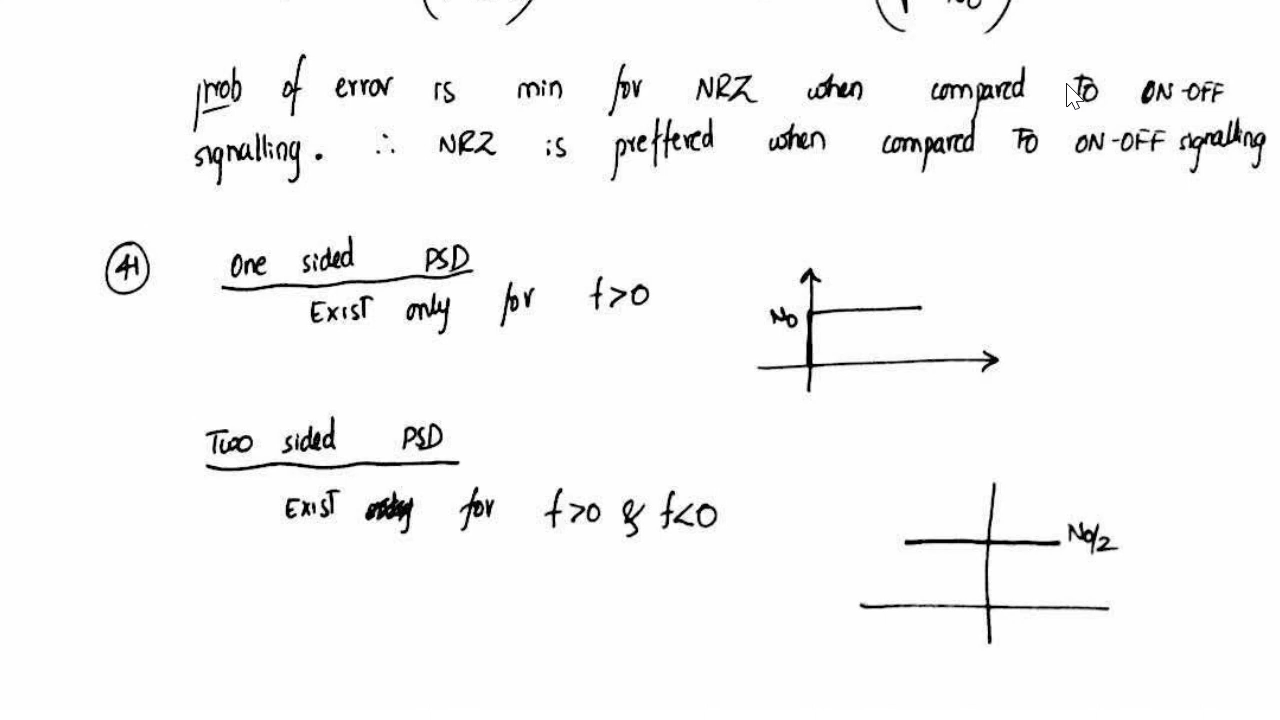 No
prob of error is min for NRZ when compared To ON-OFF
signalling. ∴ NRZ is preffered when compared To ON-OFF signalling
41
One sided PSD
EXIST only for f>0
No
Two sided PSD
EXIST for f>0 & f<0
No/2